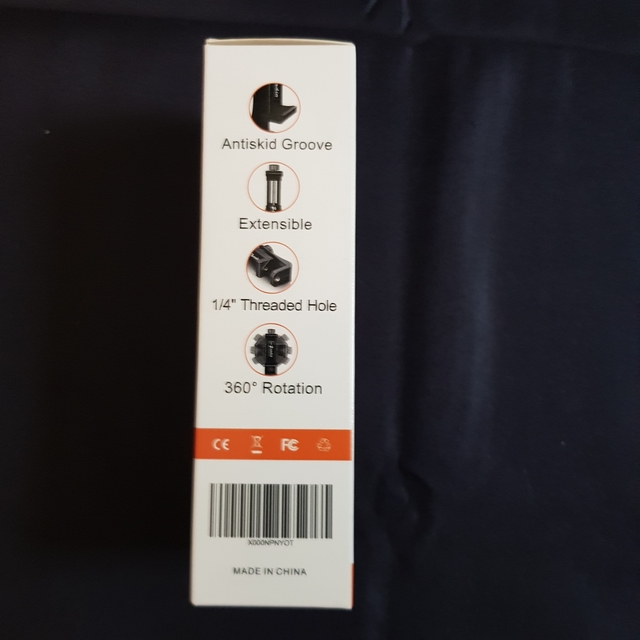 Antiskid Groove
Extensible
1/4" Threaded Hole
360° Rotation
CE FC
X000NPNYOT
MADE IN CHINA